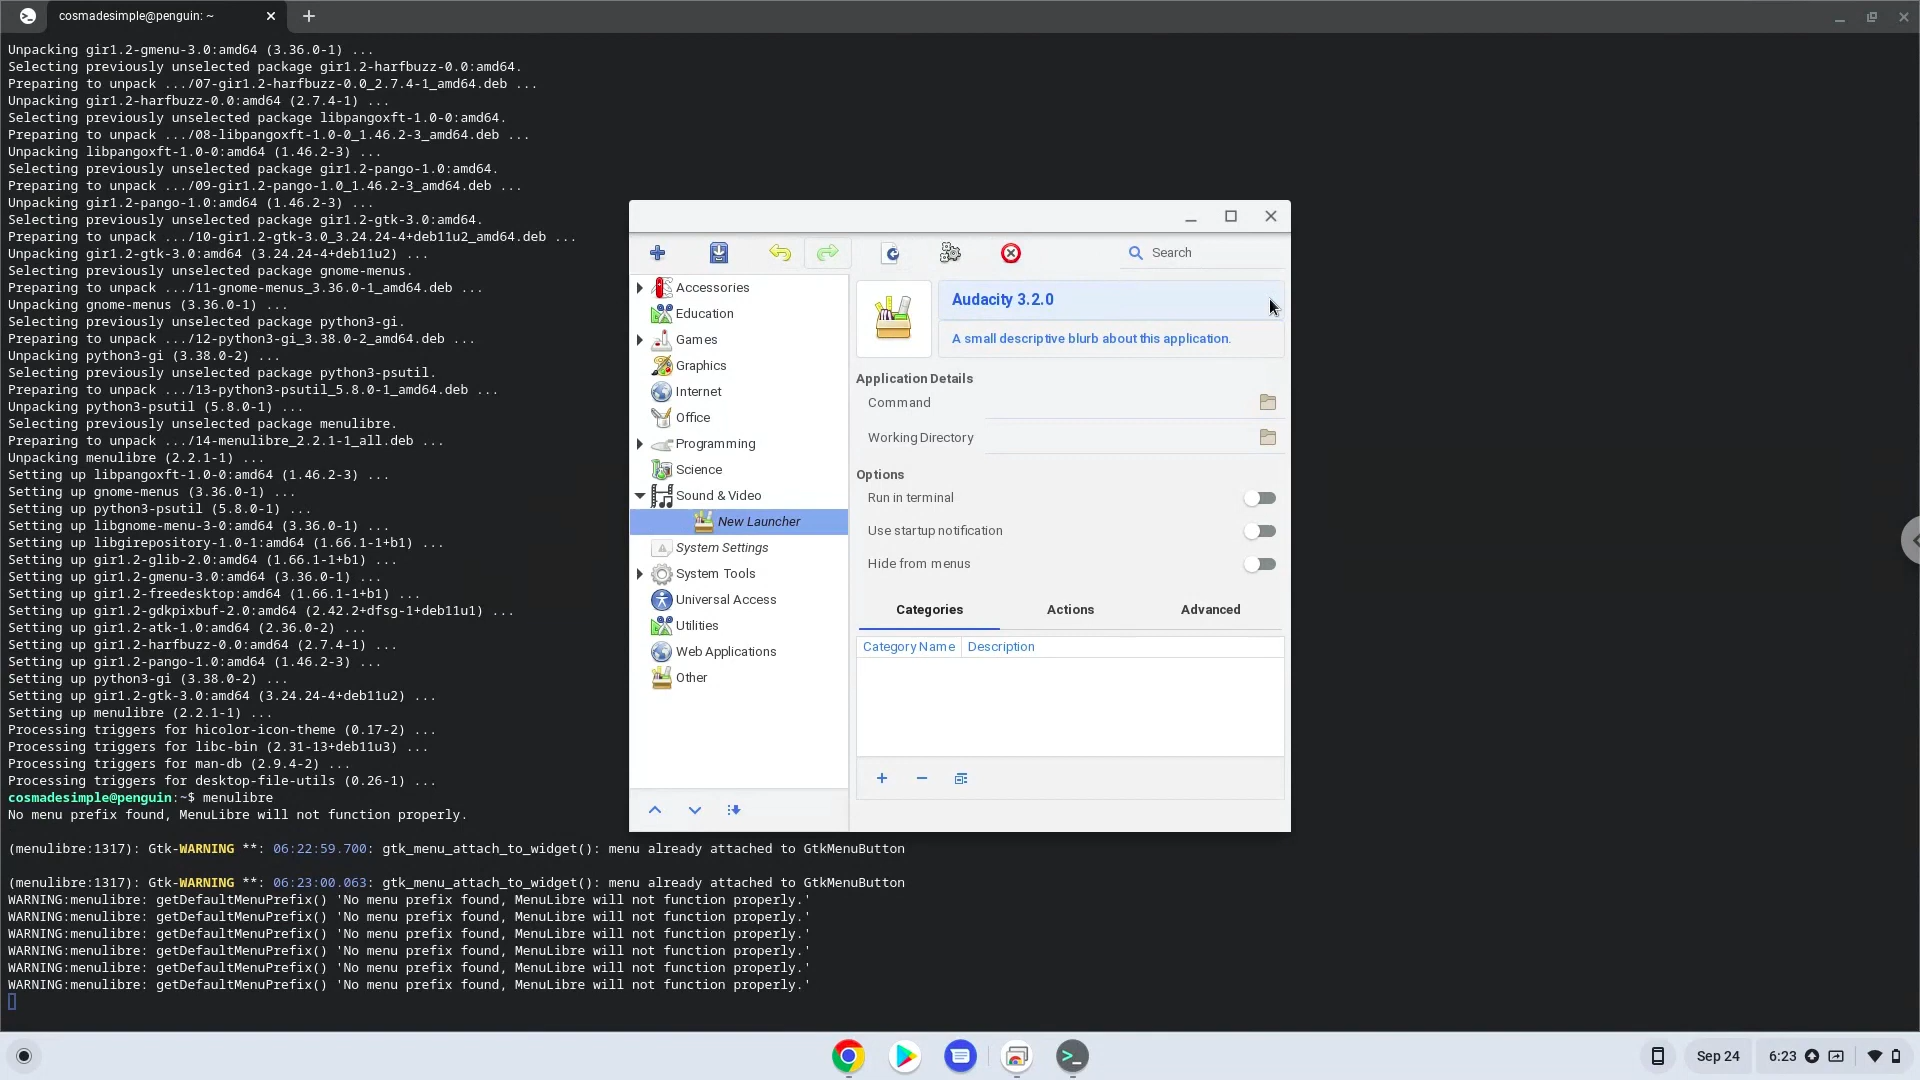 cosmadesimple@penguin: ~
Unpacking gir1.2-gmenu-3.0:amd64 (3.36.0-1) ...
Selecting previously unselected package gir1.2-harfbuzz-0.0:amd64.
Preparing to unpack .../07-gir1.2-harfbuzz-0.0_2.7.4-1_amd64.deb ...
Unpacking gir1.2-harfbuzz-0.0:amd64 (2.7.4-1) ...
Selecting previously unselected package libpangoxft-1.0-0:amd64.
Preparing to unpack .../08-libpangoxft-1.0-0_1.46.2-3_amd64.deb ...
Unpacking libpangoxft-1.0-0:amd64 (1.46.2-3) ...
Selecting previously unselected package gir1.2-pango-1.0:amd64.
Preparing to unpack .../09-gir1.2-pango-1.0_1.46.2-3_amd64.deb ...
Unpacking gir1.2-pango-1.0:amd64 (1.46.2-3) ...
Selecting previously unselected package gir1.2-gtk-3.0:amd64.
Preparing to unpack .../10-gir1.2-gtk-3.0_3.24.24-4+deb11u2_amd64.deb ...
Unpacking gir1.2-gtk-3.0:amd64 (3.24.24-4+deb11u2) ...
Selecting previously unselected package gnome-menus.
Preparing to unpack .../11-gnome-menus_3.36.0-1_amd64.deb ...
Unpacking gnome-menus (3.36.0-1) ...
Selecting previously unselected package python3-gi.
Preparing to unpack .../12-python3-gi_3.38.0-2_amd64.deb ...
Unpacking python3-gi (3.38.0-2) ...
Selecting previously unselected package python3-psutil.
Preparing to unpack .../13-python3-psutil_5.8.0-1_amd64.deb ...
Unpacking python3-psutil (5.8.0-1) ...
Selecting previously unselected package menulibre.
Preparing to unpack .../14-menulibre_2.2.1-1_all.deb ...
Unpacking menulibre (2.2.1-1) ...
Setting up libpangoxft-1.0-0:amd64 (1.46.2-3) ...
Setting up gnome-menus (3.36.0-1) ...
Setting up python3-psutil (5.8.0-1) ...
Setting up libgnome-menu-3-0:amd64 (3.36.0-1) ...
Setting up libgirepository-1.0-1:amd64 (1.66.1-1+b1) ...
Setting up gir1.2-glib-2.0:amd64 (1.66.1-1+b1) ...
Setting up gir1.2-gmenu-3.0:amd64 (3.36.0-1) ...
Setting up gir1.2-freedesktop:amd64 (1.66.1-1+b1) ...
Setting up gir1.2-gdkpixbuf-2.0:amd64 (2.42.2+dfsg-1+deb11u1) ...
Setting up gir1.2-atk-1.0:amd64 (2.36.0-2) ...
Setting up gir1.2-harfbuzz-0.0:amd64 (2.7.4-1) ...
Setting up gir1.2-pango-1.0:amd64 (1.46.2-3) ...
Setting up python3-gi (3.38.0-2) ...
Setting up gir1.2-gtk-3.0:amd64 (3.24.24-4+deb11u2) ...
Setting up menulibre (2.2.1-1) ...
Processing triggers for hicolor-icon-theme (0.17-2) ...
Processing triggers for libc-bin (2.31-13+deb11u3) ...
Processing triggers for man-db (2.9.4-2) ...
Processing triggers for desktop-file-utils (0.26-1) ...
cosmadesimple@penguin:~$ menulibre
No menu prefix found, MenuLibre will not function properly.
(menulibre:1317): Gtk-WARNING **: 06:22:59.700: gtk_menu_attach_to_widget(): menu already attached to GtkMenuButton
(menulibre:1317): Gtk-WARNING **: 06:23:00.063: gtk_menu_attach_to_widget(): menu already attached to GtkMenuButton
WARNING:menulibre: getDefaultMenuPrefix() 'No menu prefix found, MenuLibre will not function properly.'
WARNING:menulibre: getDefaultMenuPrefix() 'No menu prefix found, MenuLibre will not function properly.'
WARNING:menulibre: getDefaultMenuPrefix() 'No menu prefix found, MenuLibre will not function properly.'
WARNING:menulibre: getDefaultMenuPrefix() 'No menu prefix found, MenuLibre will not function properly.'
WARNING:menulibre: getDefaultMenuPrefix() 'No menu prefix found, MenuLibre will not function properly.'
WARNING:menulibre: getDefaultMenuPrefix() 'No menu prefix found, MenuLibre will not function properly.'
Search
Accessories
Education
Games
Graphics
Internet
Office
Programming
Science
Sound & Video
New Launcher
System Settings
System Tools
Universal Access
Utilities
Web Applications
Other
Audacity 3.2.0
A small descriptive blurb about this application.
Application Details
Command
Working Directory
Options
Run in terminal
Use startup notification
Hide from menus
Categories Actions Advanced
Category Name Description
Sep 24 6:23